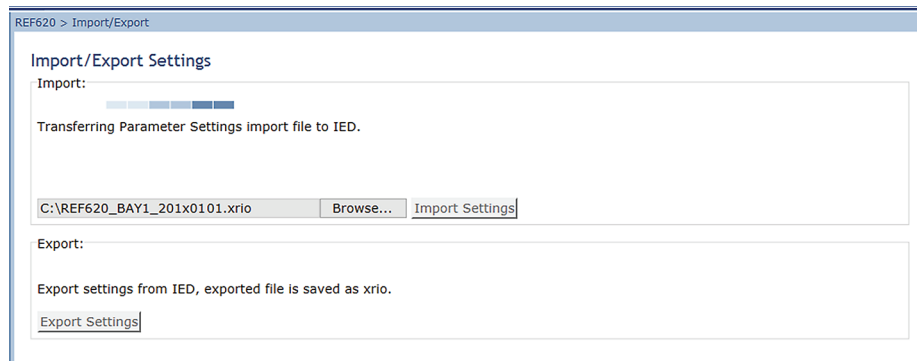 REF620 > Import/Export
Import/Export Settings
Import:
Transferring Parameter Settings import file to IED.
C:\REF620_BAY1_201x0101.xrio Browse... Import Settings
Export:
Export settings from IED, exported file is saved as xrio.
Export Settings